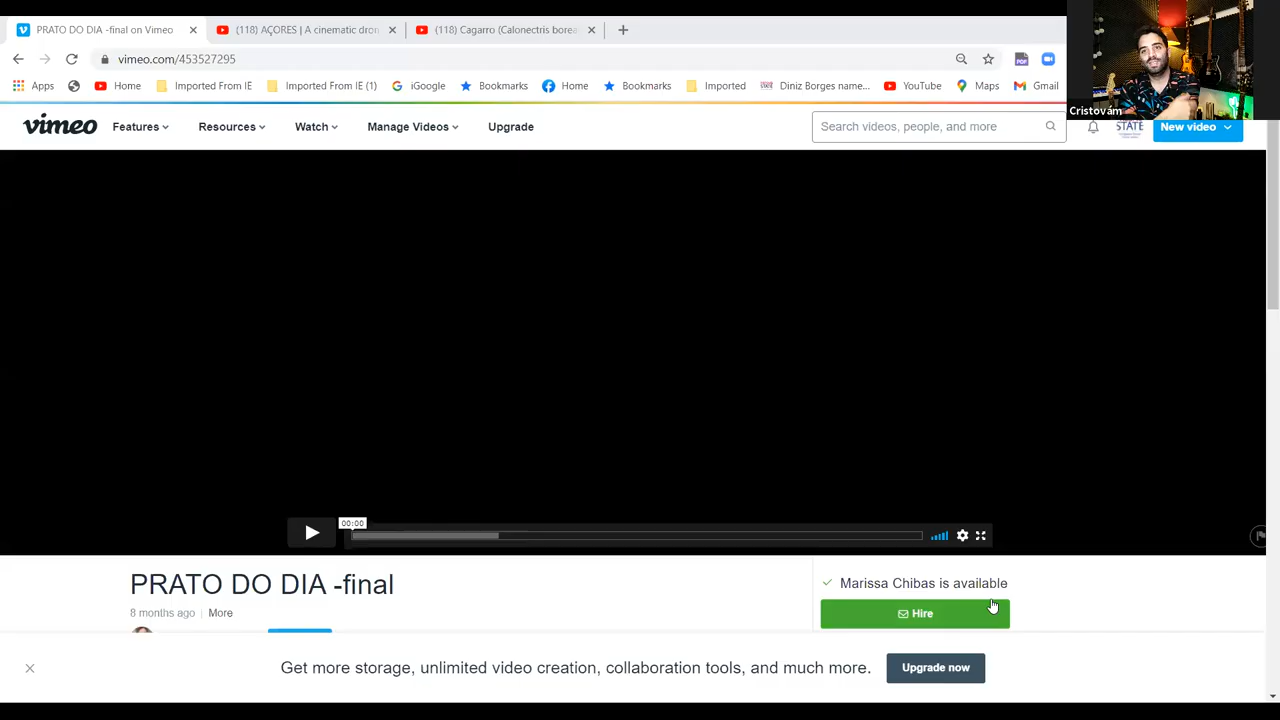 PRATO DO DIA -final on Vimeo
(118) AÇORES | A cinematic dron
(118) Cagarro (Calonectris borea
vimeo.com/453527295
Cristovam
Apps
Home
Imported From IE
Imported From IE (1)
iGoogle
Bookmarks
Home
Bookmarks
Imported
Diniz Borges name...
YouTube
Maps
Gmail
vimeo
Features
Resources
Watch
Manage Videos
Upgrade
Search videos, people, and more
STATE
New video
00:00
PRATO DO DIA -final
8 months ago
More
Marissa Chibas is available
Hire
Get more storage, unlimited video creation, collaboration tools, and much more.
Upgrade now